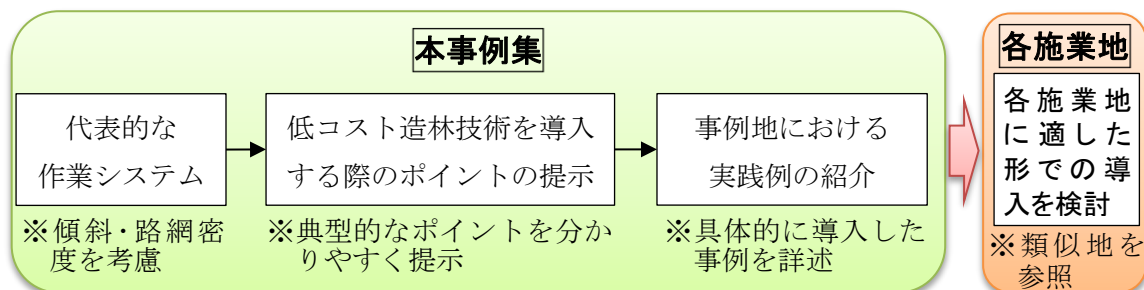 本事例集
代表的な
作業システム
※傾斜・路網密
度を考慮
低コスト造林技術を導入
する際のポイントの提示
※典型的なポイントを分か
りやすく提示
事例地における
実践例の紹介
※具体的に導入した
事例を詳述
各施業地
各施業地
に適した
形での導
入を検討
※類似地を
参照